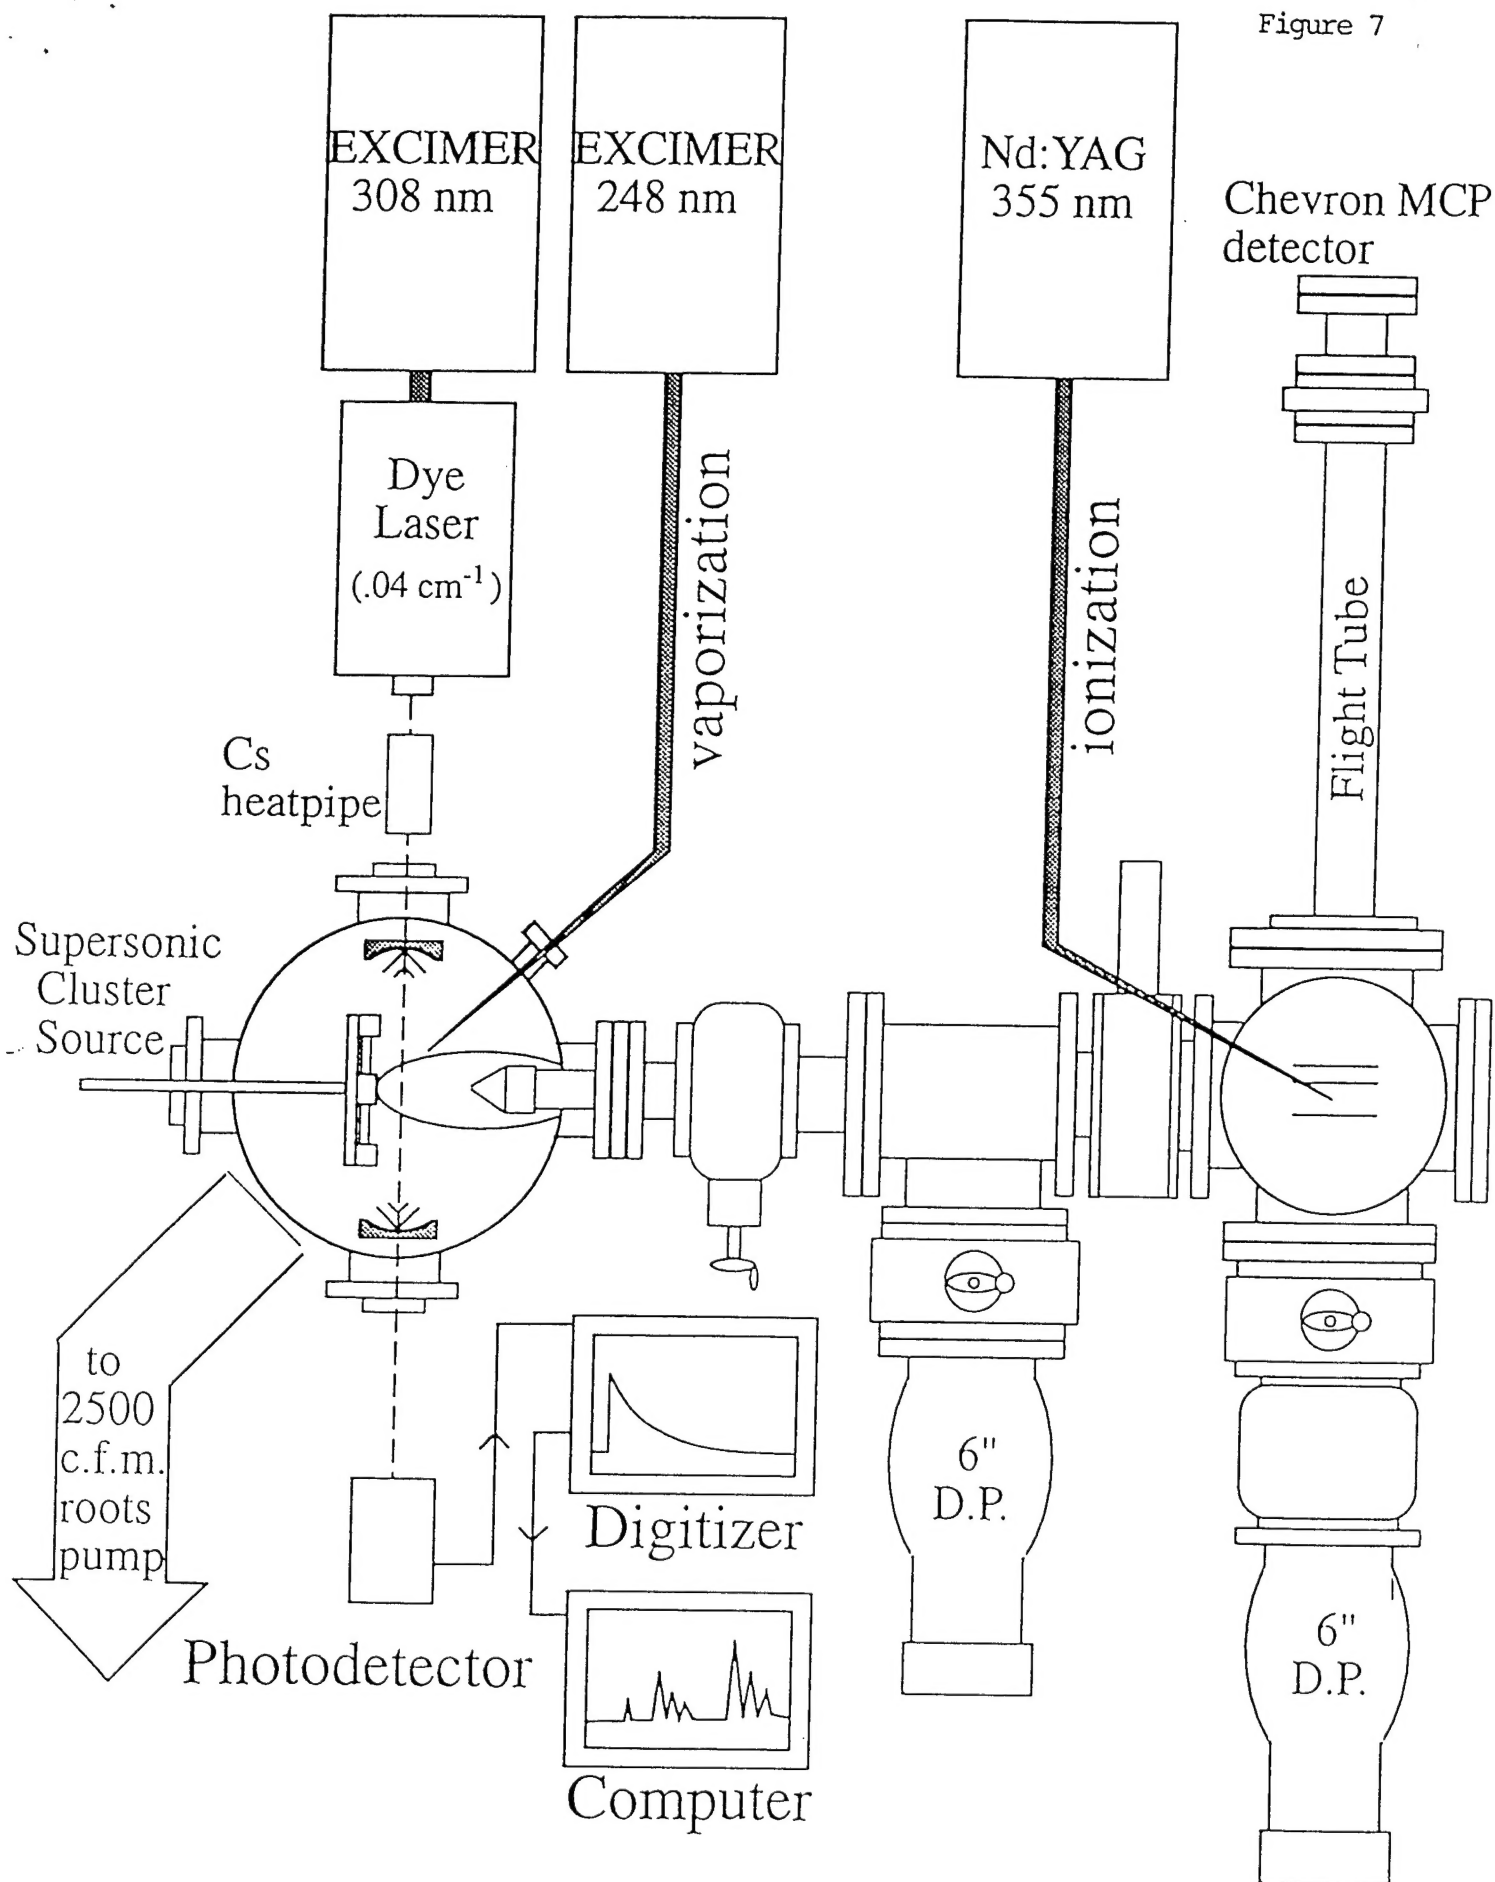 Figure 7
EXCIMER
308 nm
EXCIMER
248 nm
Nd:YAG
355 nm
Chevron MCP
detector
Dye
Laser
(.04 cm⁻¹)
vaporization
ionization
Flight Tube
Cs
heatpipe
Supersonic
Cluster
Source
to
2500
c.f.m.
roots
pump
Photodetector
Digitizer
Computer
6"
D.P.
6"
D.P.